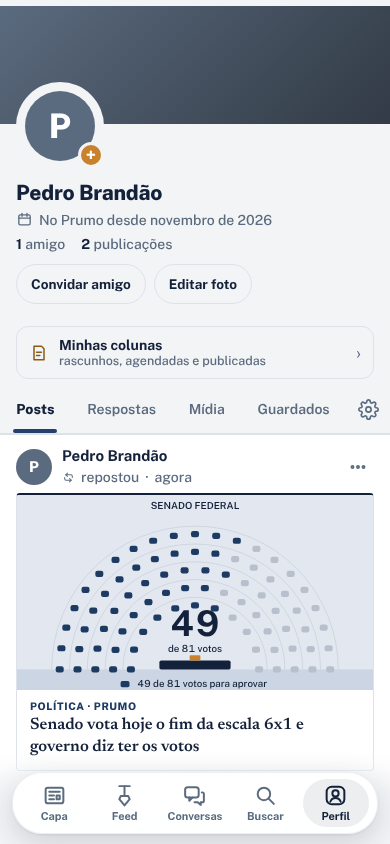 P
Pedro Brandão
No Prumo desde novembro de 2026
1 amigo 2 publicações
Convidar amigo Editar foto
Minhas colunas
rascunhos, agendadas e publicadas
Posts Respostas Mídia Guardados
P Pedro Brandão
repostou · agora
SENADO FEDERAL
49
de 81 votos
49 de 81 votos para aprovar
POLÍTICA · PRUMO
Senado vota hoje o fim da escala 6x1 e
governo diz ter os votos
Capa Feed Conversas Buscar Perfil